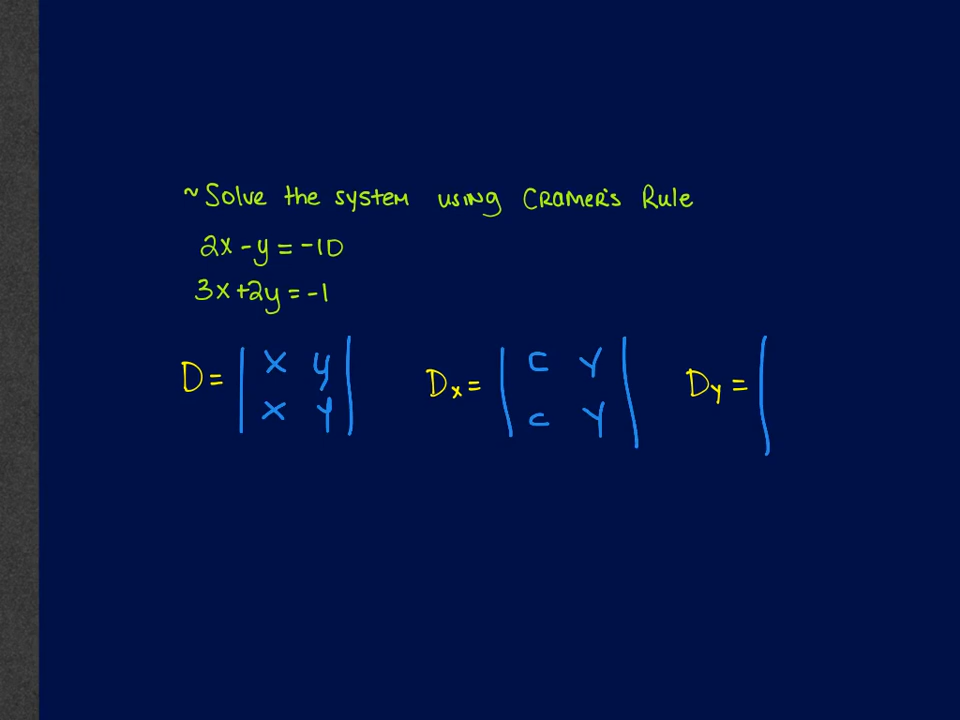 ~Solve the system using Cramer's Rule
2x - y = -10
3x + 2y = -1
D = | x y | Dx = | c y | Dy = |
| x y | | c y |